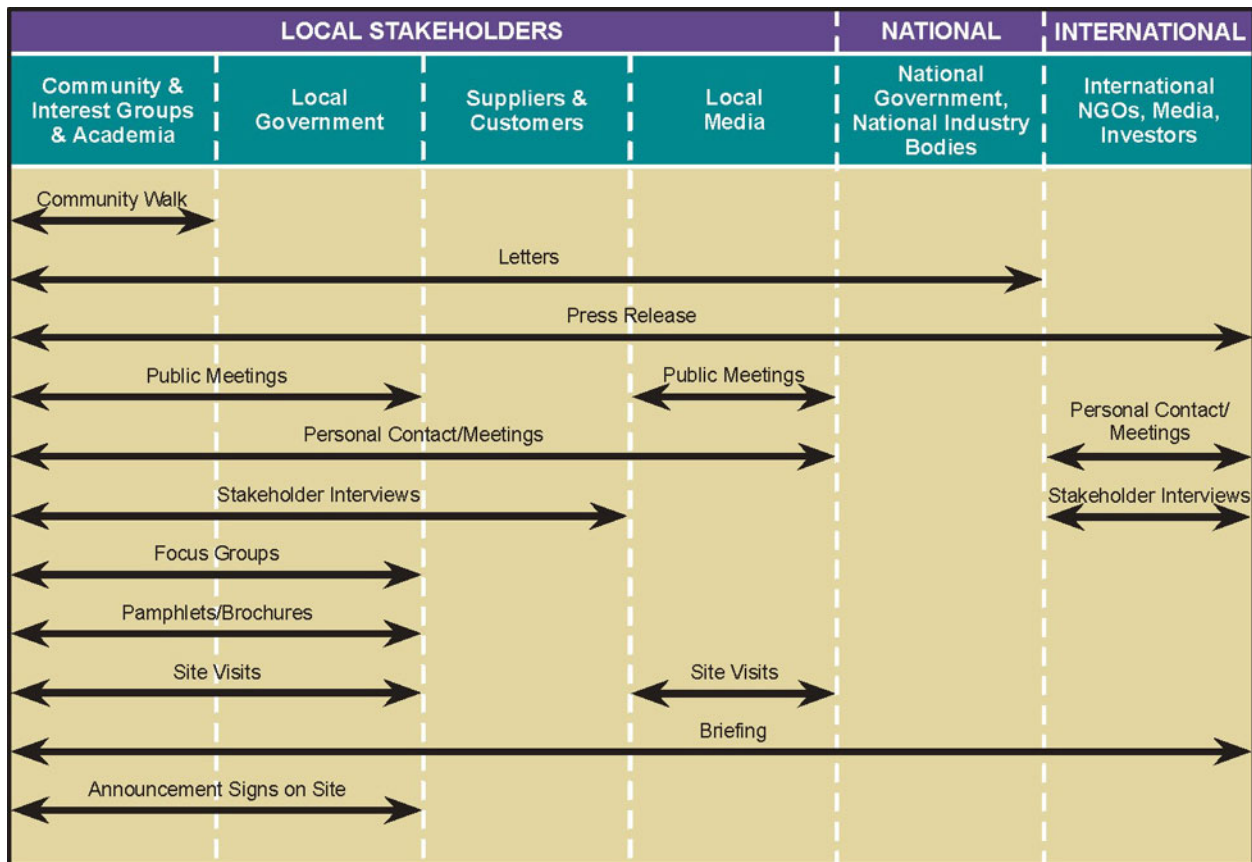 LOCAL STAKEHOLDERS
NATIONAL
INTERNATIONAL
Community &
Interest Groups
& Academia
Local
Government
Suppliers &
Customers
Local
Media
National
Government,
National Industry
Bodies
International
NGOs, Media,
Investors
Community Walk
Letters
Press Release
Public Meetings
Public Meetings
Personal Contact/Meetings
Personal Contact/
Meetings
Stakeholder Interviews
Stakeholder Interviews
Focus Groups
Pamphlets/Brochures
Site Visits
Site Visits
Briefing
Announcement Signs on Site